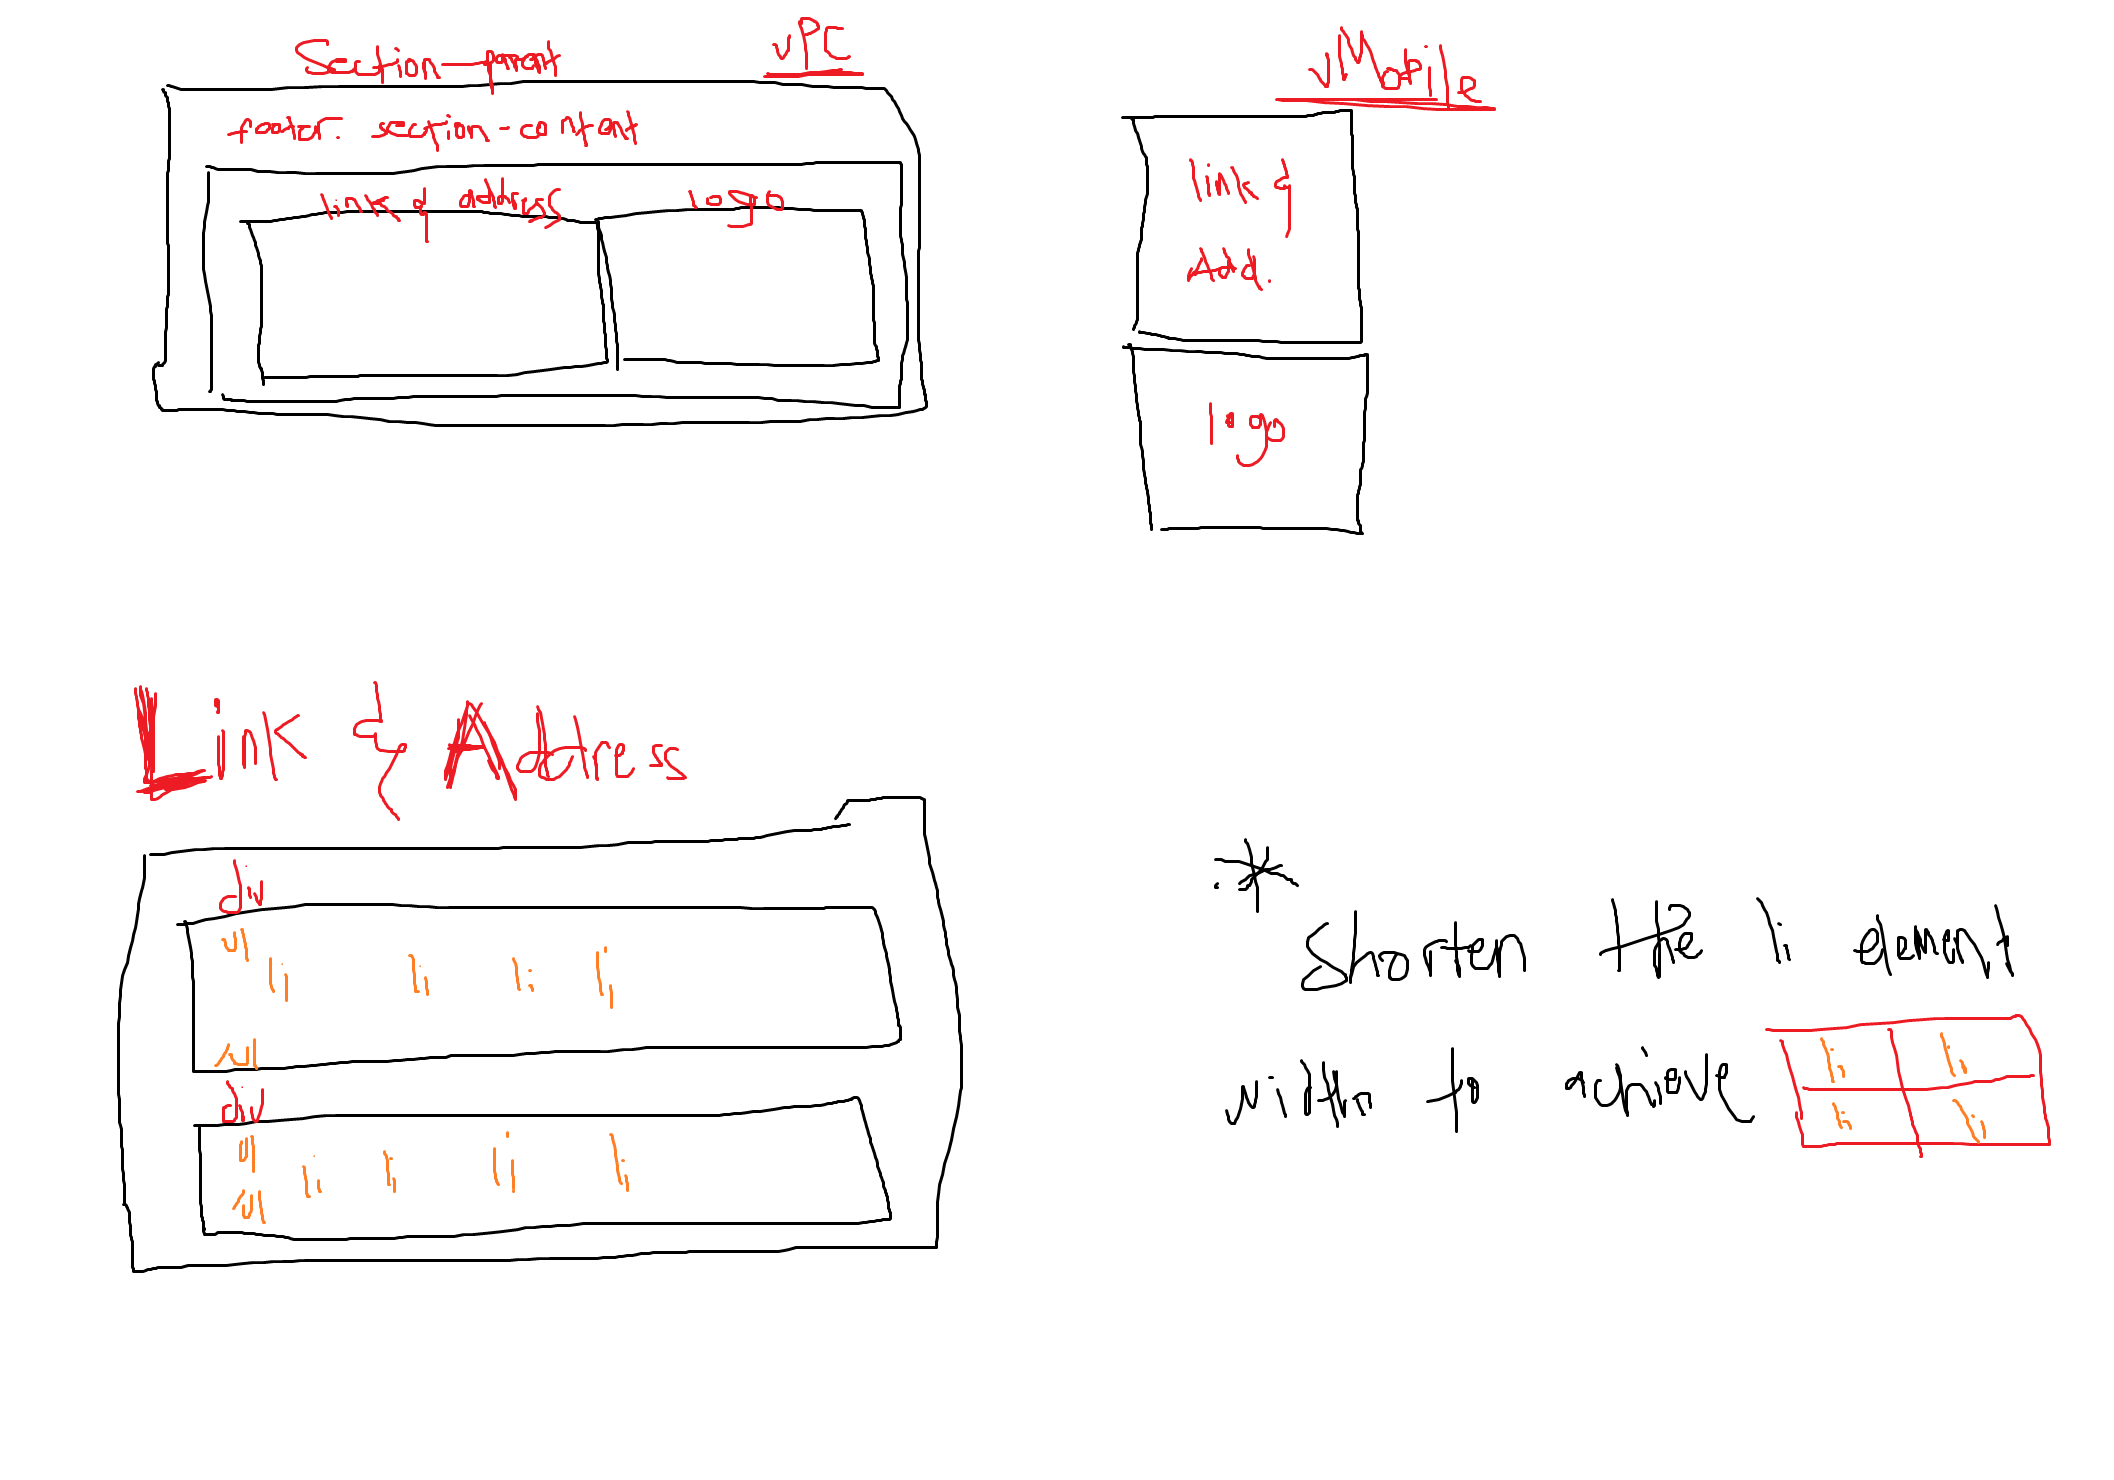 Section-parent
vPC
vMobile
footer. section-content
link & address
logo
link &
Add.
logo
Link & Address
div
ul
li li li li
div
ul
li li li li
* Shorten the li element
width to achieve
li li
li li